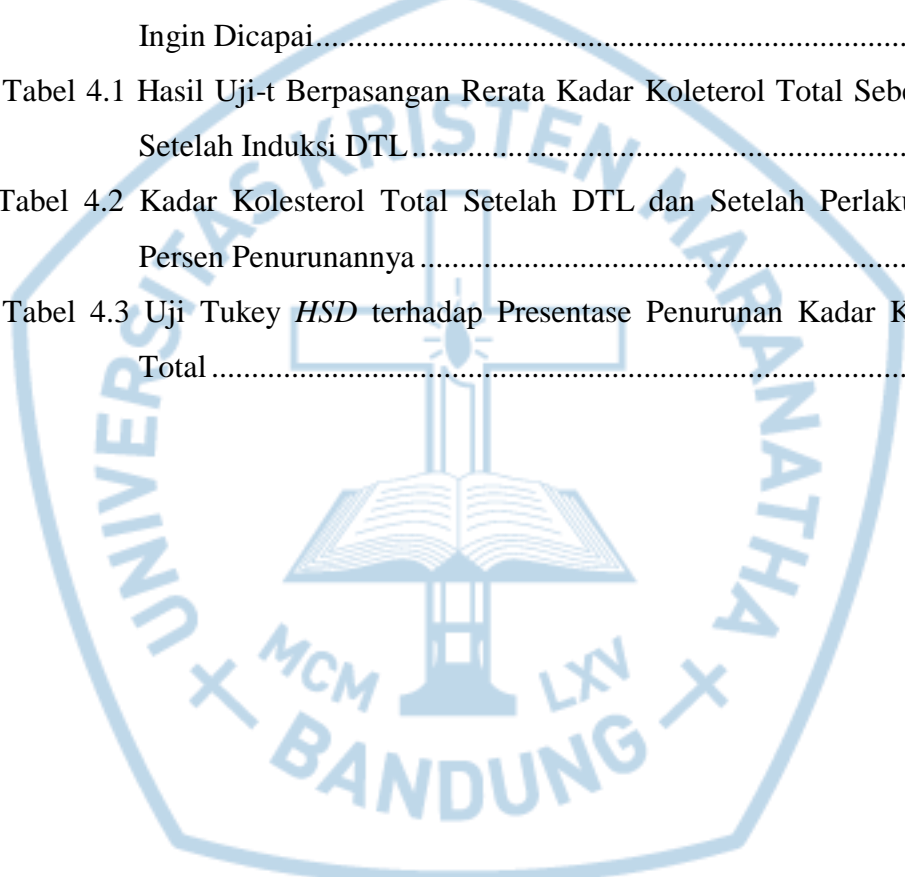 Ingin Dicapai
Tabel 4.1 Hasil Uji-t Berpasangan Rerata Kadar Koleterol Total
Setelah Induksi DTL
Tabel 4.2 Kadar Kolesterol Total Setelah DTL dan Setelah
Persen Penurunannya
Tabel 4.3 Uji Tukey HSD terhadap Presentase Penurunan Kadar
Total
UNIVERSITAS KRISTEN MARANATHA
MCM LXV
BANDUNG